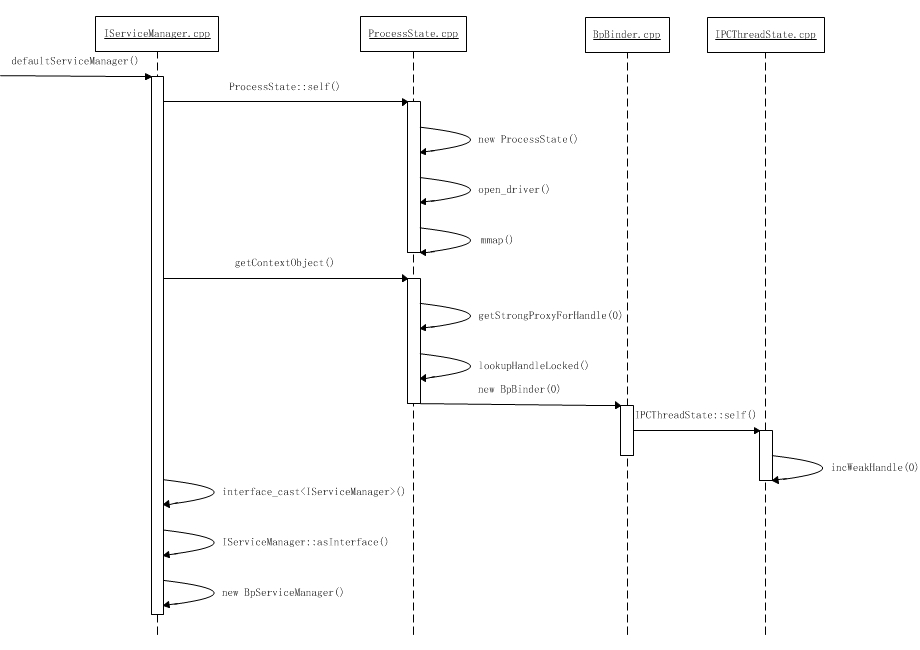 IServiceManager.cpp
ProcessState.cpp
BpBinder.cpp
IPCThreadState.cpp
defaultServiceManager()
ProcessState::self()
new ProcessState()
open_driver()
mmap()
getContextObject()
getStrongProxyForHandle(0)
lookupHandleLocked()
new BpBinder(0)
IPCThreadState::self()
incWeakHandle(0)
interface_cast<IServiceManager>()
IServiceManager::asInterface()
new BpServiceManager()